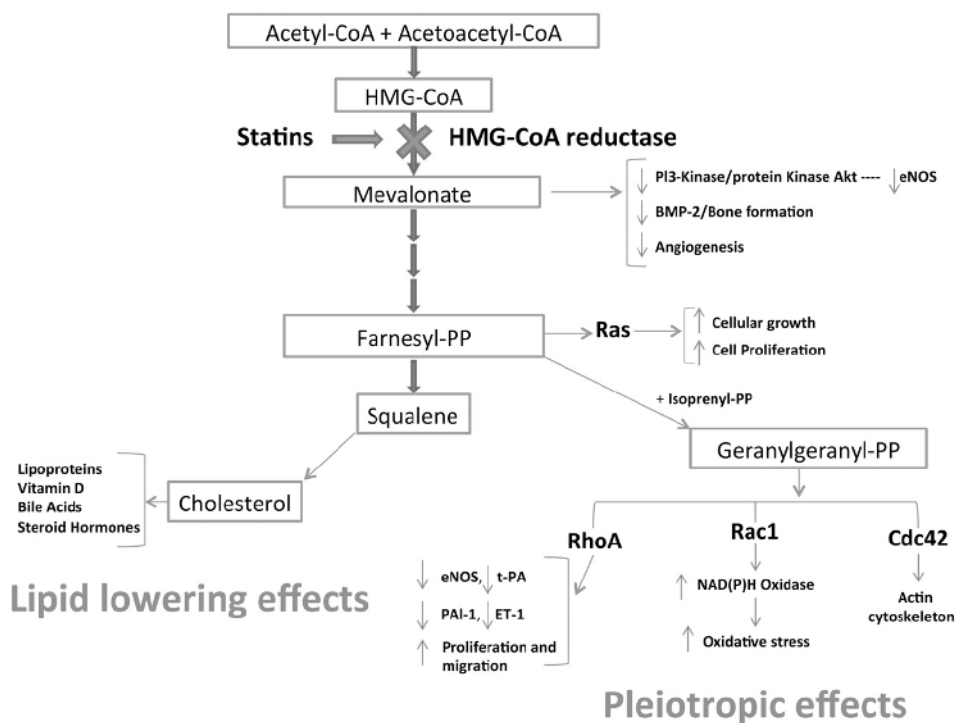 Acetyl-CoA + Acetoacetyl-CoA
HMG-CoA
Statins
HMG-CoA reductase
Mevalonate
PI3-Kinase/protein Kinase Akt ---- eNOS
BMP-2/Bone formation
Angiogenesis
Farnesyl-PP
Ras
Cellular growth
Cell Proliferation
+ Isoprenyl-PP
Squalene
Geranylgeranyl-PP
Lipoproteins
Vitamin D
Bile Acids
Steroid Hormones
Cholesterol
Lipid lowering effects
RhoA
Rac1
Cdc42
eNOS, t-PA
PAI-1, ET-1
Proliferation and
migration
NAD(P)H Oxidase
Oxidative stress
Actin
cytoskeleton
Pleiotropic effects